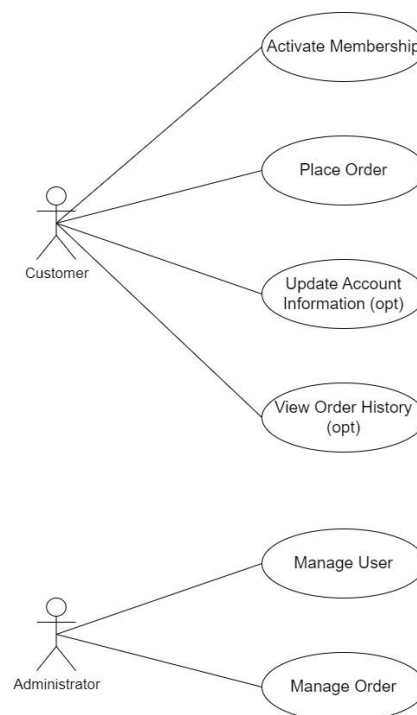 Activate Membership
Place Order
Customer
Update Account
Information (opt)
View Order History
(opt)
Manage User
Administrator
Manage Order